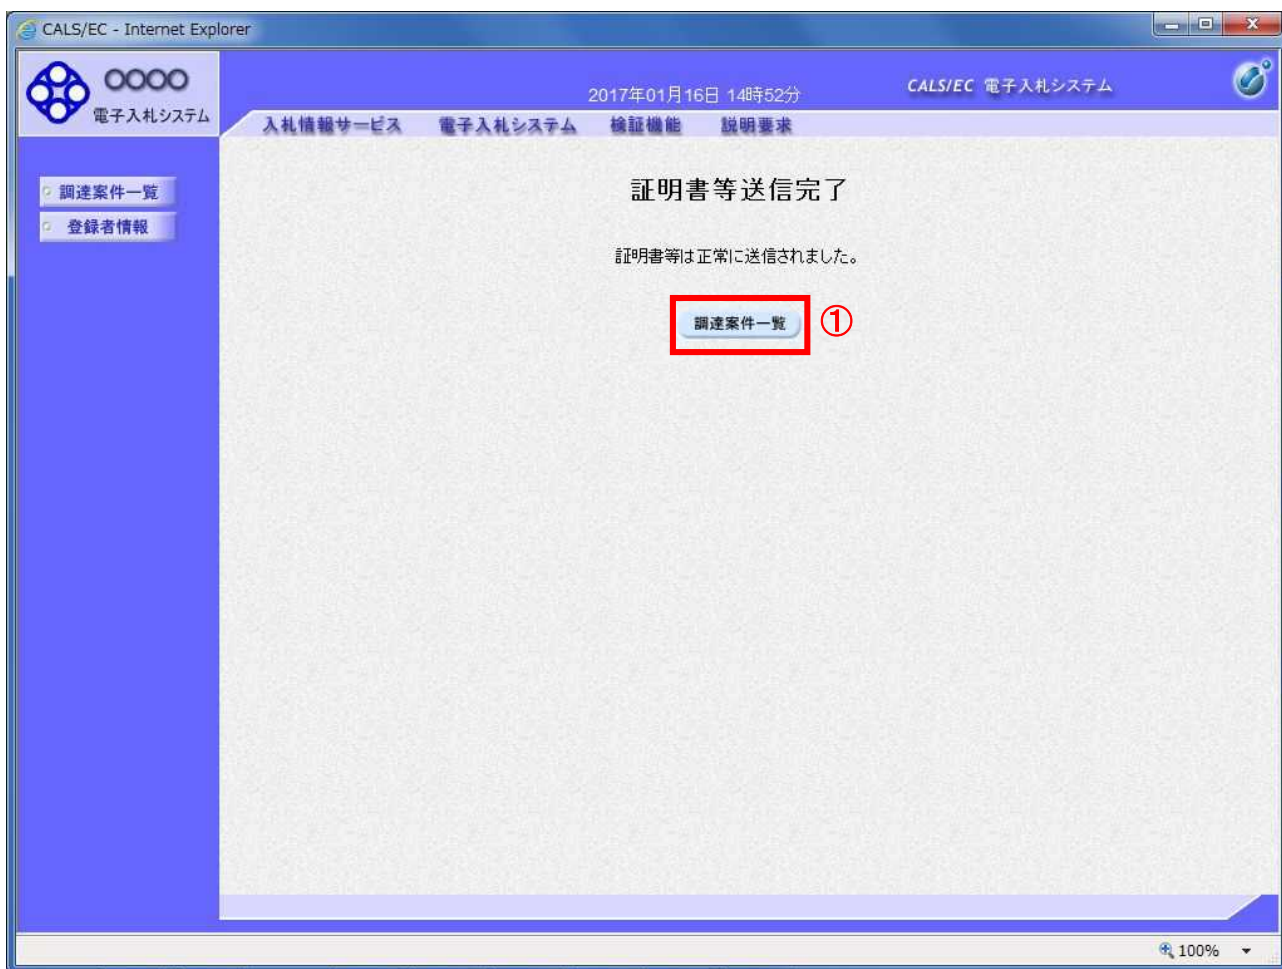 CALS/EC - Internet Explorer
○○○○
電子入札システム
2017年01月16日 14時52分
CALS/EC 電子入札システム
入札情報サービス 電子入札システム 検証機能 説明要求
調達案件一覧
登録者情報
証明書等送信完了
証明書等は正常に送信されました。
調達案件一覧 ①
100%